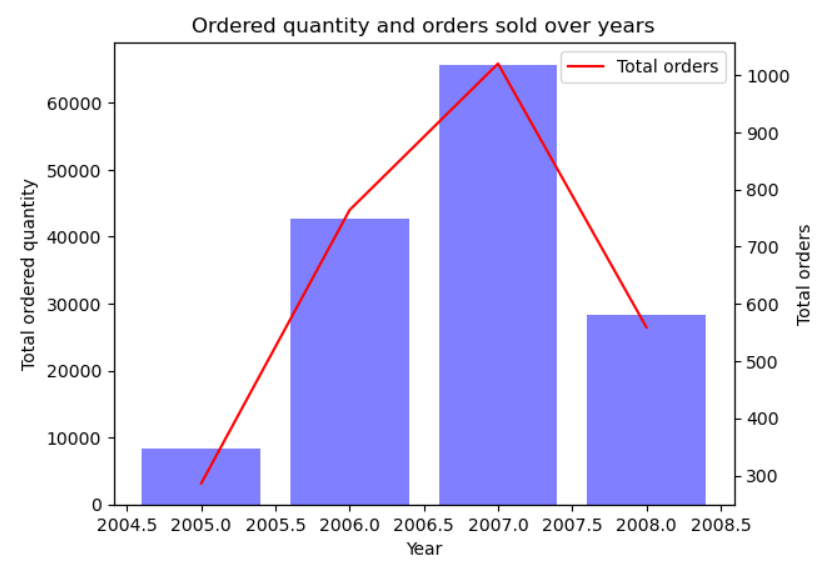 Ordered quantity and orders sold over years
Total orders
60000
50000
40000
30000
20000
10000
0
Total ordered quantity
1000
900
800
700
600
500
400
300
Total orders
2004.5 2005.0 2005.5 2006.0 2006.5 2007.0 2007.5 2008.0 2008.5
Year